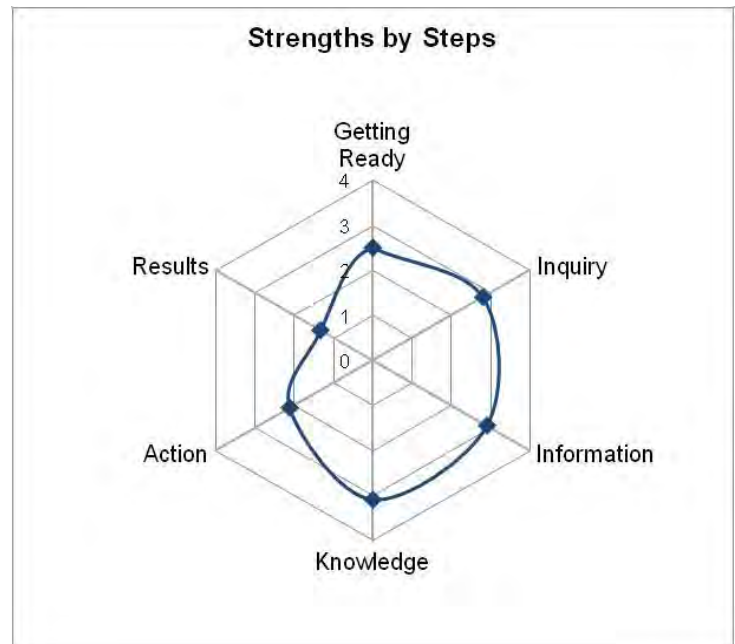 Strengths by Steps
Getting
Ready
4
3
2
1
0
Results
Inquiry
Action
Information
Knowledge